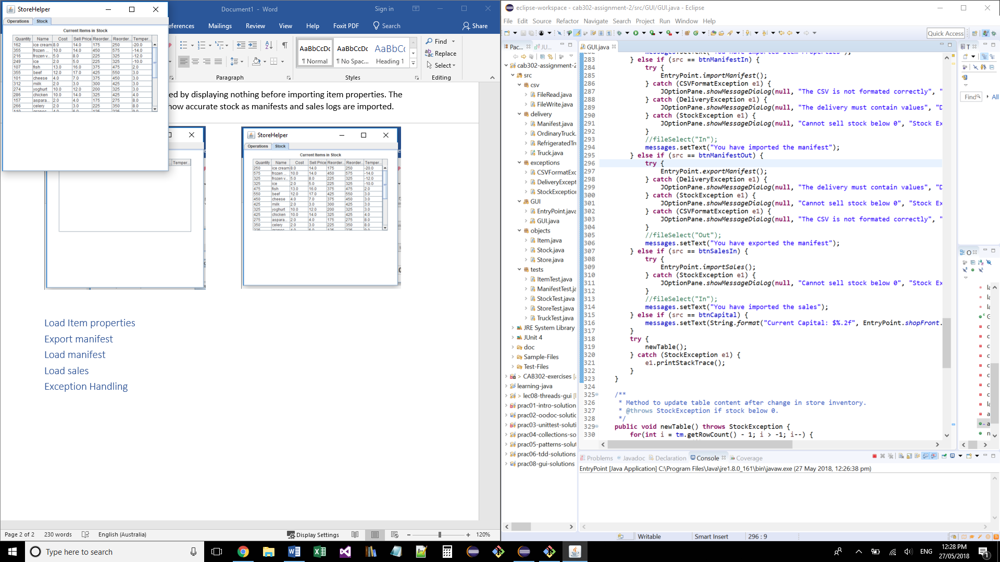 StoreHelper
Operations Stock
Current Items in Stock
Quantity Name Cost Sell Price Reorder... Reorder... Temper...
162 ice cream 8.0 14.0 175 250 -20.0
355 frozen ... 10.0 14.0 450 575 -14.0
216 frozen v... 5.0 8.0 225 325 -12.0
249 ice 2.0 5.0 225 325 -10.0
107 fish 13.0 16.0 375 475 2.0
355 beef 12.0 17.0 425 550 3.0
101 cheese 4.0 7.0 375 450 3.0
312 milk 2.0 3.0 300 425 3.0
274 yoghurt 10.0 12.0 200 325 3.0
286 chicken 10.0 14.0 325 425 4.0
157 aspara... 2.0 4.0 175 275 8.0
266 celery 2.0 3.0 225 350 8.0
Document1 - Word
Sign in
ferences Mailings Review View Help Foxit PDF Search Share
AaBbCcDc AaBbCcDc AaBbCc
¶ Normal ¶ No Spac... Heading 1
Find
Replace
Select
Paragraph Styles Editing
ed by displaying nothing before importing item properties. The
now accurate stock as manifests and sales logs are imported.
Temper...
StoreHelper
Operations Stock
Current Items in Stock
Quantity Name Cost Sell Price Reorder... Reorder... Temper...
250 ice cream 8.0 14.0 175 250 -20.0
575 frozen ... 10.0 14.0 450 575 -14.0
325 frozen v... 5.0 8.0 225 325 -12.0
325 ice 2.0 5.0 225 325 -10.0
475 fish 13.0 16.0 375 475 2.0
550 beef 12.0 17.0 425 550 3.0
450 cheese 4.0 7.0 375 450 3.0
425 milk 2.0 3.0 300 425 3.0
325 yoghurt 10.0 12.0 200 325 3.0
425 chicken 10.0 14.0 325 425 4.0
275 aspara... 2.0 4.0 175 275 8.0
350 celery 2.0 3.0 225 350 8.0
Load Item properties
Export manifest
Load manifest
Load sales
Exception Handling
Page 2 of 2 230 words English (Australia) Display Settings 120%
eclipse-workspace - cab302-assignment-2/src/GUI/GUI.java - Eclipse
File Edit Source Refactor Navigate Search Project Run Window Help
Quick Access
Pac... JU...
cab302-assignment-2
src
csv
FileRead.java
FileWrite.java
delivery
Manifest.java
OrdinaryTruck.
RefrigeratedTru
Truck.java
exceptions
CSVFormatExc
DeliveryExcept
StockException
GUI
EntryPoint.java
GUI.java
objects
Item.java
Stock.java
Store.java
tests
ItemTest.java
ManifestTest.ja
StockTest.java
StoreTest.java
TruckTest.java
JRE System Library
JUnit 4
doc
Sample-Files
Test-Files
> CAB302-exercises
learning-java
> lec08-threads-gui
prac01-intro-solution
prac02-oodoc-solutio
prac03-unittest-soluti
prac04-collections-so
prac05-patterns-solut
prac06-tdd-solutions
prac08-gui-solutions
GUI.java
282 messages.setText("You have imported Item Properties");
283 } else if (src == btnManifestIn) {
284 try {
285 EntryPoint.importManifest();
286 } catch (CSVFormatException e1) {
287 JOptionPane.showMessageDialog(null, "The CSV is not formated correctly", "
288 } catch (DeliveryException e1) {
289 JOptionPane.showMessageDialog(null, "The delivery must contain values", "D
290 } catch (StockException e1) {
291 JOptionPane.showMessageDialog(null, "Cannot sell stock below 0", "Stock Ex
292 }
293 //fileSelect("In");
294 messages.setText("You have imported the manifest");
295 } else if (src == btnManifestOut) {
296 try {
297 EntryPoint.exportManifest();
298 } catch (DeliveryException e1) {
299 JOptionPane.showMessageDialog(null, "The delivery must contain values", "D
300 } catch (StockException e1) {
301 JOptionPane.showMessageDialog(null, "Cannot sell stock below 0", "Stock Ex
302 } catch (CSVFormatException e1) {
303 JOptionPane.showMessageDialog(null, "The CSV is not formated correctly", "
304 }
305 //fileSelect("Out");
306 messages.setText("You have exported the manifest");
307 } else if (src == btnSalesIn) {
308 try {
309 EntryPoint.importSales();
310 } catch (StockException e1) {
311 JOptionPane.showMessageDialog(null, "Cannot sell stock below 0", "Stock Ex
312 }
313 //fileSelect("In");
314 messages.setText("You have imported the sales");
315 } else if (src == btnCapital) {
316 messages.setText(String.format("Current Capital: $%.2f", EntryPoint.shopFront.
317 }
318 try {
319 newTable();
320 } catch (StockException e1) {
321 e1.printStackTrace();
322 }
323 }
324
325 /**
326 * Method to update table content after change in store inventory.
327 * @throws StockException if stock below 0.
328 */
329 public void newTable() throws StockException {
330 for(int i = tm.getRowCount() - 1; i > -1; i--) {
Find All
Problems Javadoc Declaration Console Coverage
EntryPoint [Java Application] C:\Program Files\Java\jre1.8.0_161\bin\javaw.exe (27 May 2018, 12:26:38 pm)
Writable Smart Insert 296 : 9
Type here to search
ENG
12:28 PM
27/05/2018